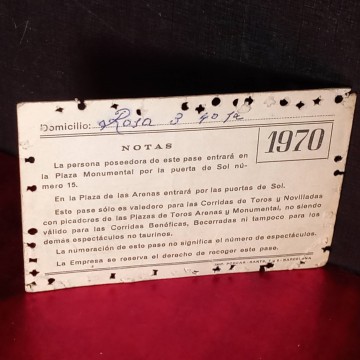 Domicilio: Rosa 3
1970
NOTAS
La persona poseedora de este pase entrará en
la Plaza Monumental por la puerta de Sol nú-
mero 15.
En la Plaza de las Arenas entrará por las puertas de Sol.
Este pase sólo es valedero para las Corridas de Toros y Novilladas
con picadores de las Plazas de Toros Arenas y Monumental, no siendo
válido para las Corridas Benéficas, Becerradas ni tampoco para los
demás espectáculos no taurinos.
La numeración de este pase no significa el número de espectáculos.
La Empresa se reserva el derecho de recoger este pase.